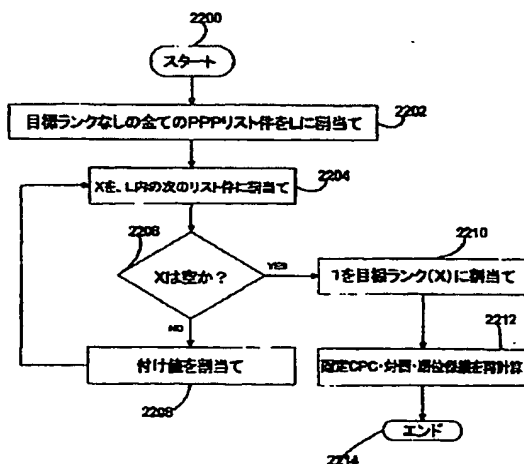 2200
スタート
目標ランクなしの全てのPPPリスト件をLに割当て
2202
Xを、L内の次のリスト件に割当て
2204
2206
Xは空か？
YES
2210
1を目標ランク(X)に割当て
NO
付け値を割当て
2208
2212
固定CPC・分西・順位保護を再計算
エンド
2214